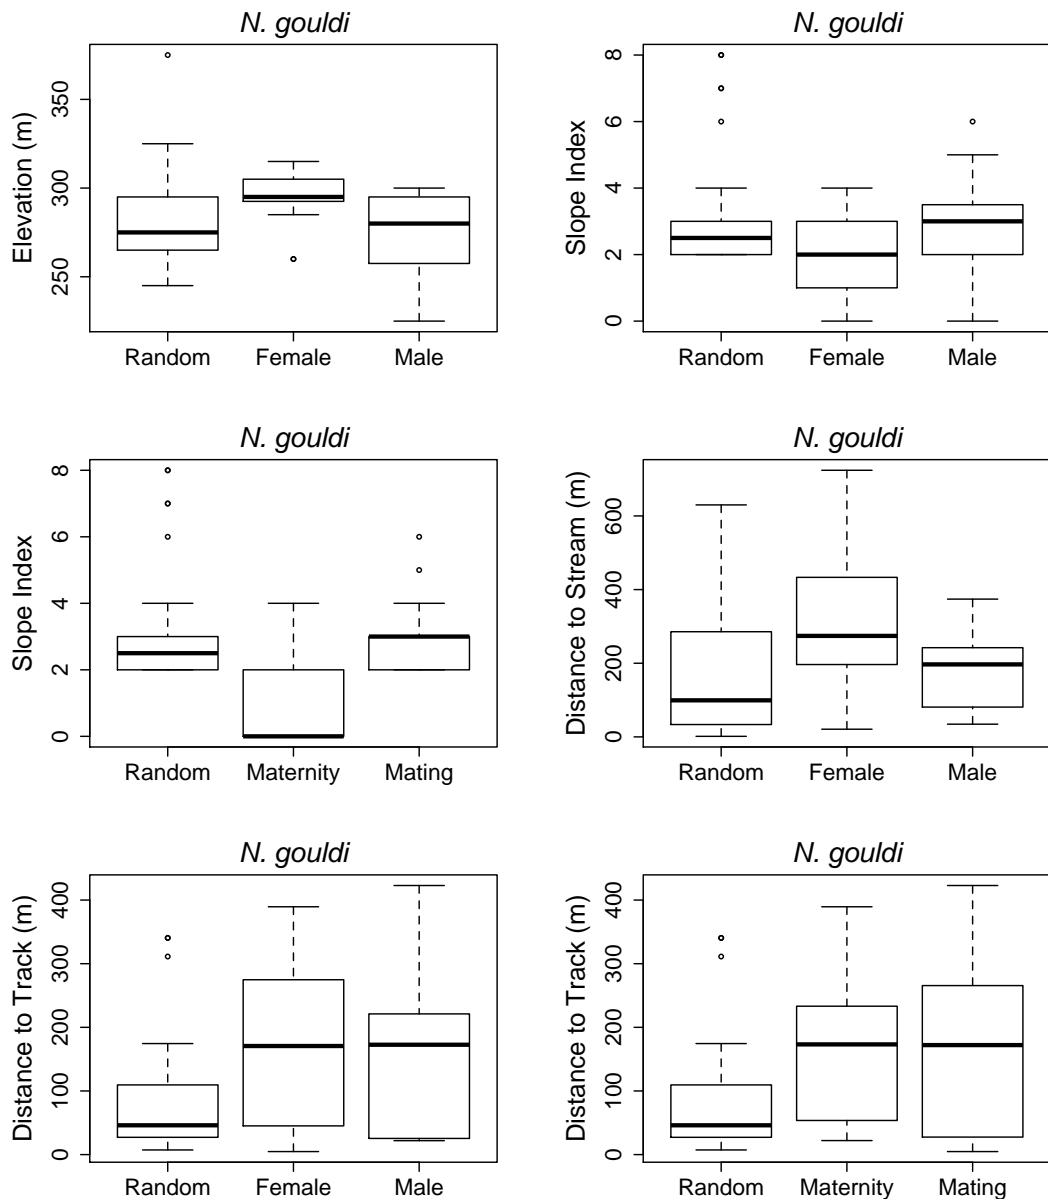 N. gouldi
Elevation (m)
250
300
350
Random Female Male
N. gouldi
Slope Index
0
2
4
6
8
Random Female Male
N. gouldi
Slope Index
0
2
4
6
8
Random Maternity Mating
N. gouldi
Distance to Stream (m)
0
200
400
600
Random Female Male
N. gouldi
Distance to Track (m)
0
100
200
300
400
Random Female Male
N. gouldi
Distance to Track (m)
0
100
200
300
400
Random Maternity Mating